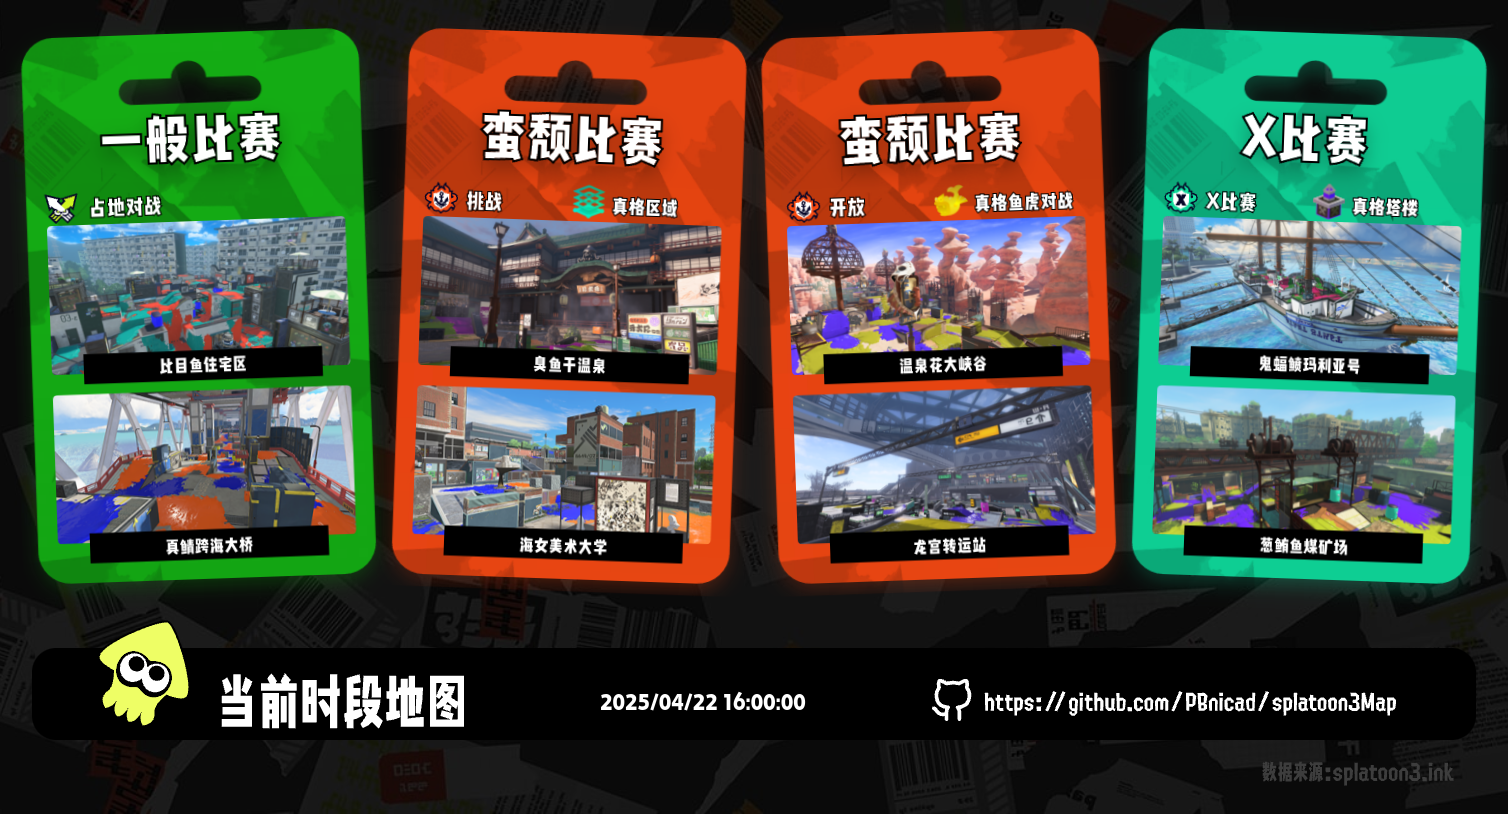 一般比赛
占地对战
比目鱼住宅区
真鲭跨海大桥
蛮颓比赛
挑战
真格区域
臭鱼干温泉
海女美术大学
蛮颓比赛
开放
真格鱼虎对战
温泉花大峡谷
龙宫转运站
X比赛
X比赛
真格塔楼
鬼蝠鲼玛利亚号
葱鲔鱼煤矿场
当前时段地图
2025/04/22 16:00:00
https://github.com/PBnicad/splatoon3Map
数据来源:splatoon3.ink